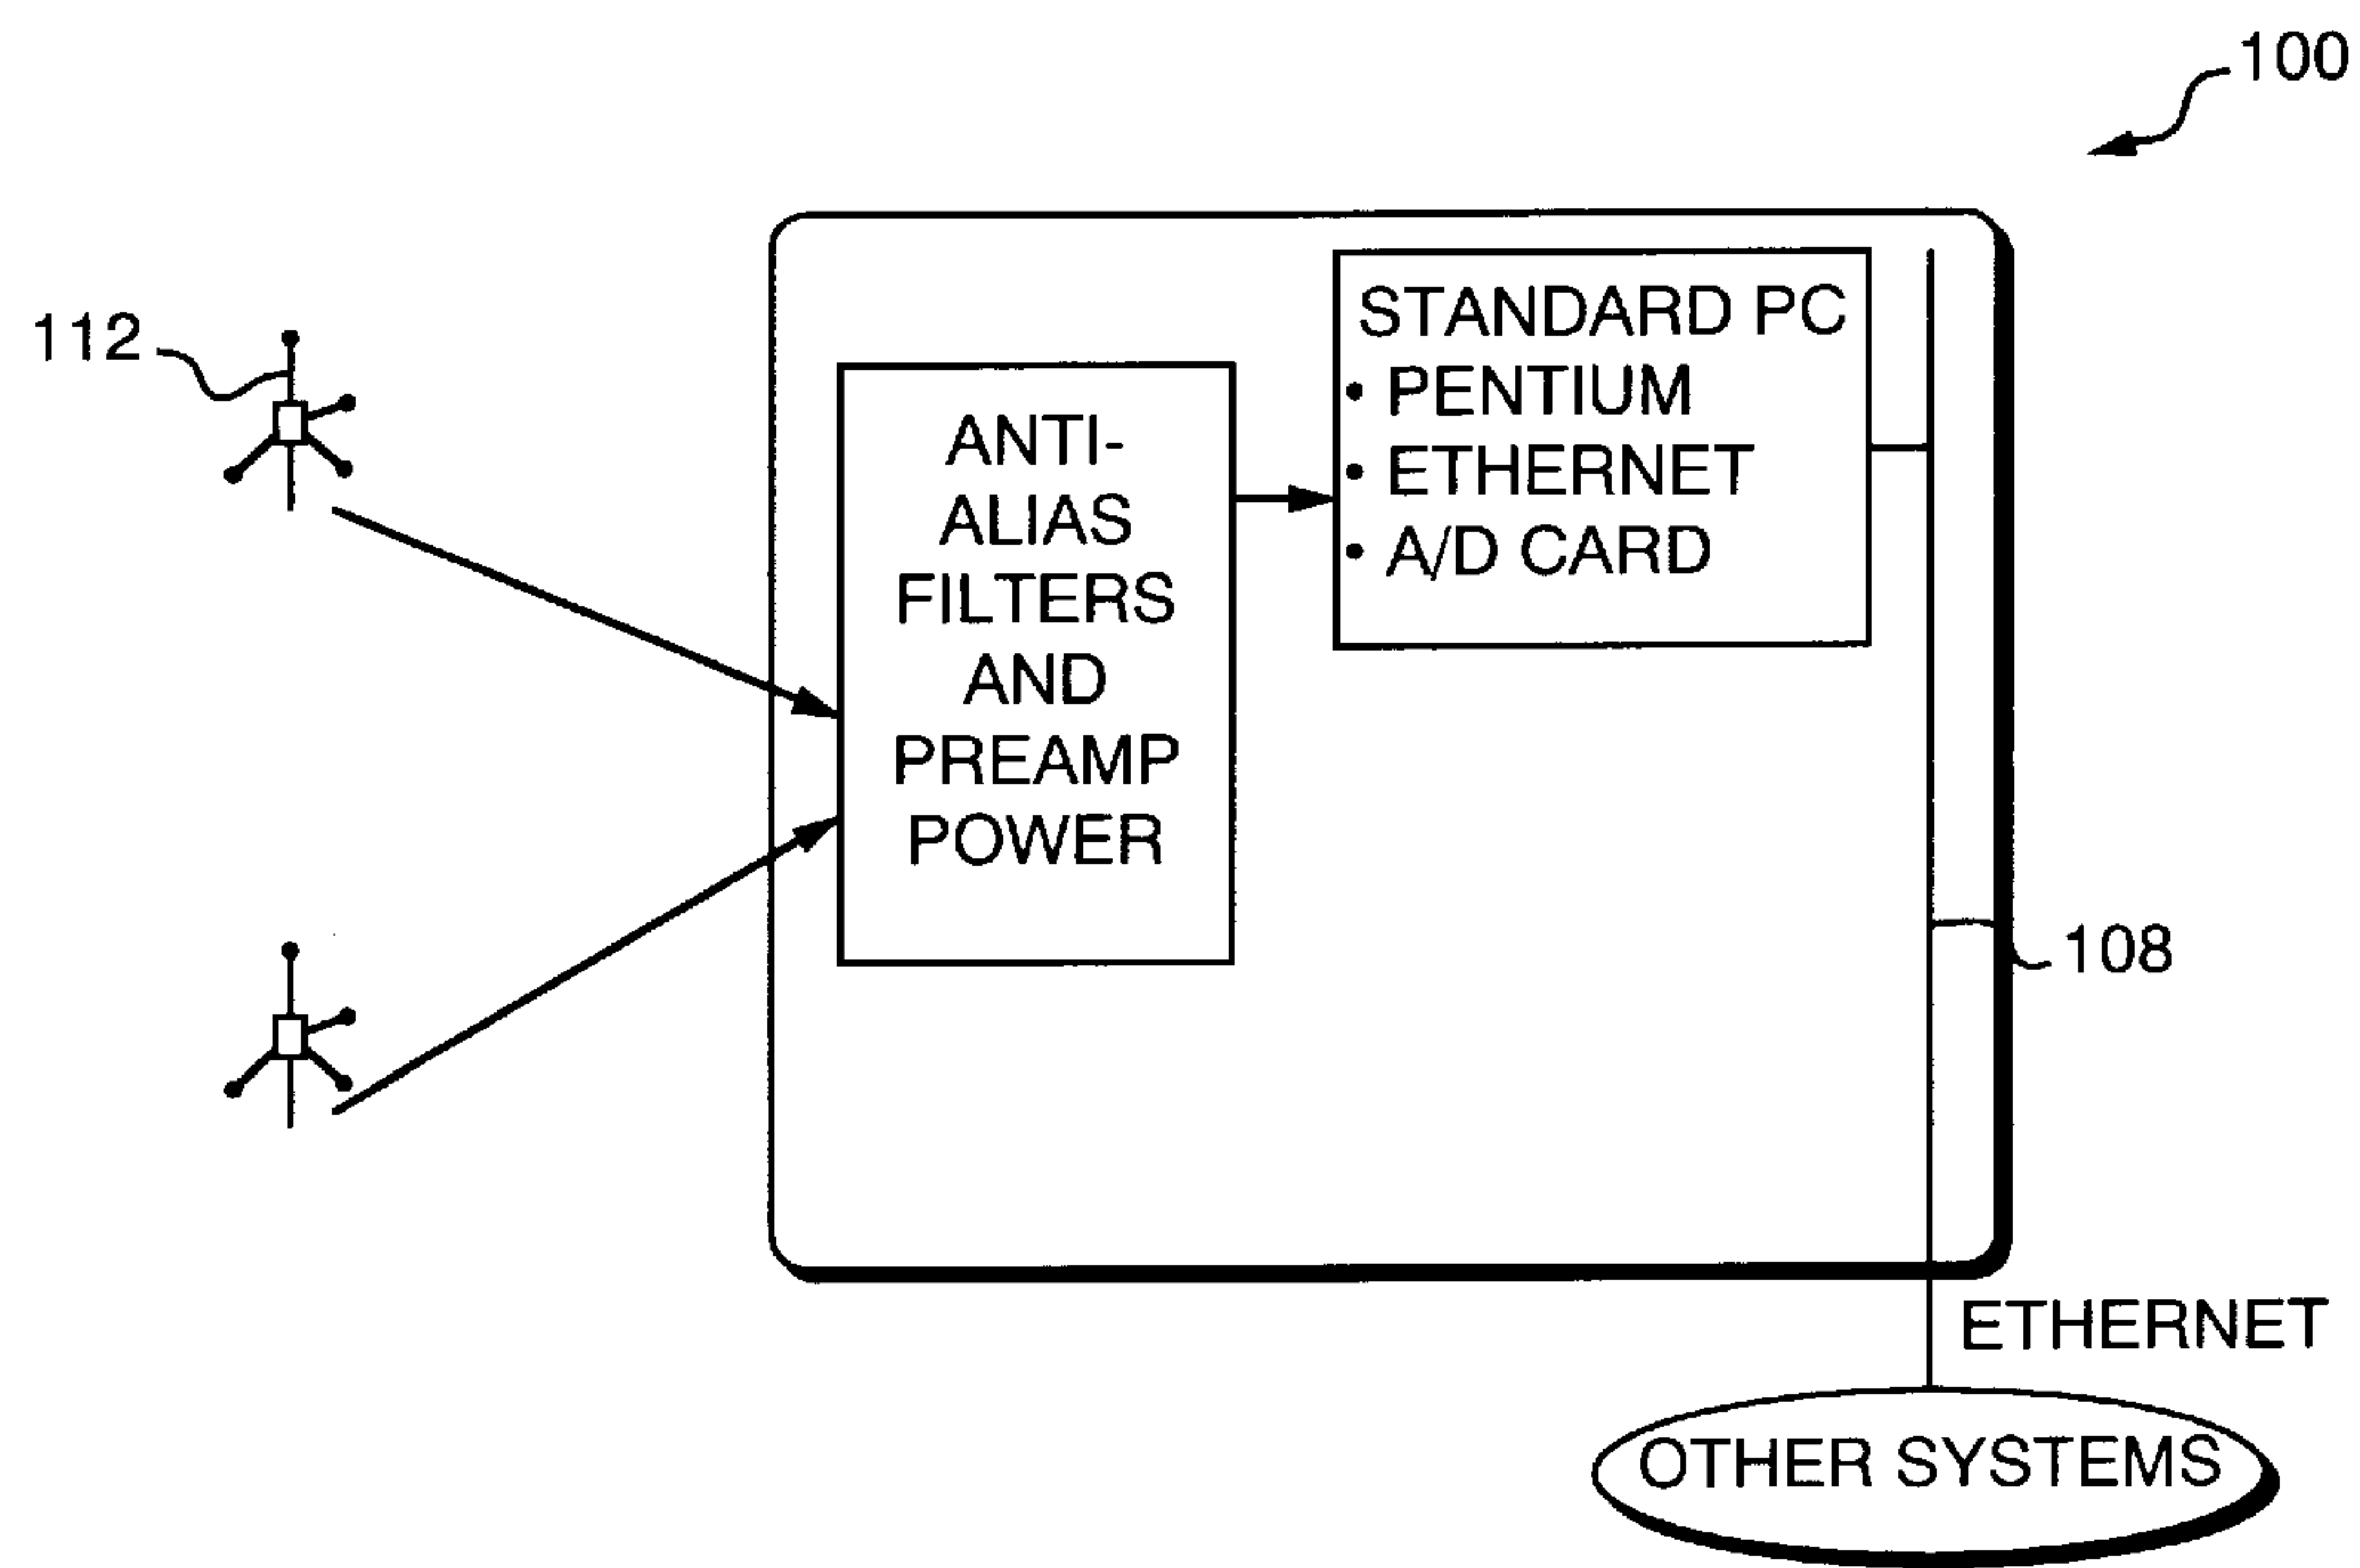 100
112
STANDARD PC
• PENTIUM
• ETHERNET
• A/D CARD
ANTI-
ALIAS
FILTERS
AND
PREAMP
POWER
108
ETHERNET
OTHER SYSTEMS